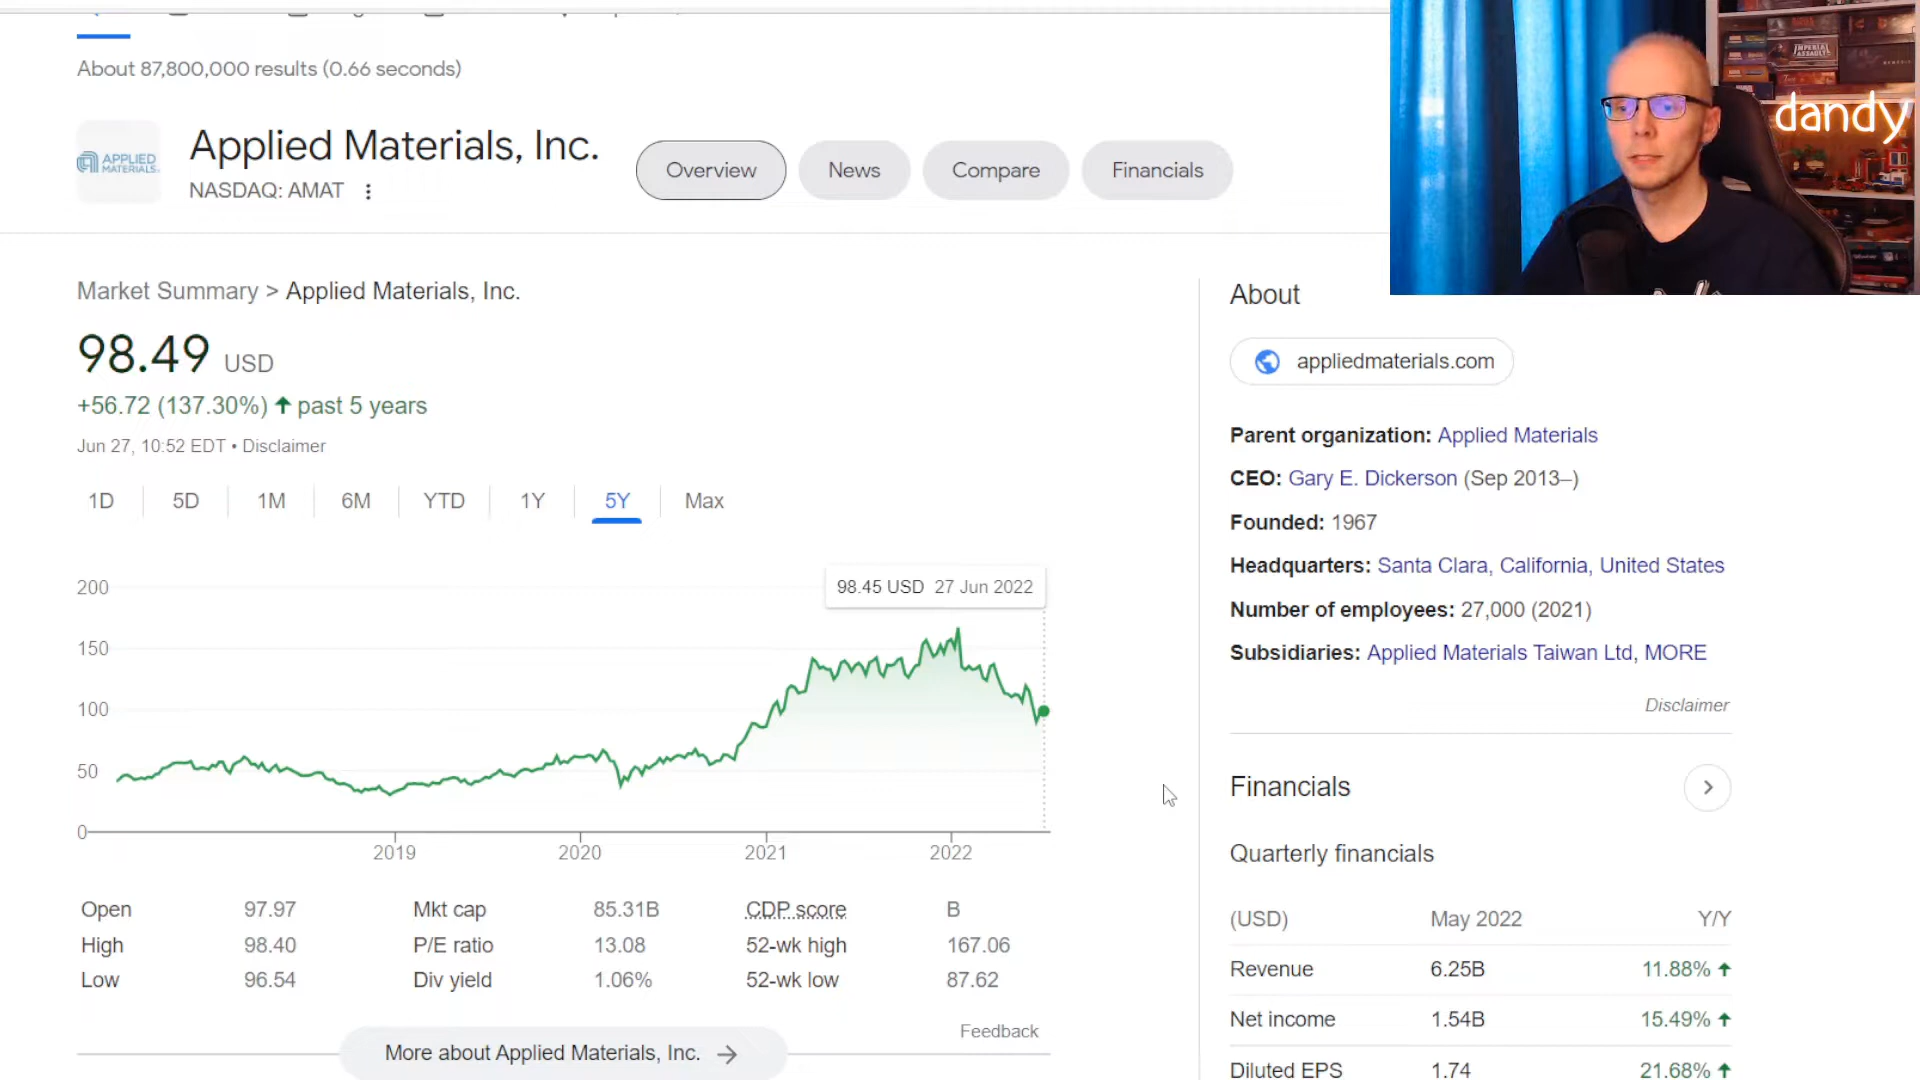 About 87,800,000 results (0.66 seconds)
APPLIED MATERIALS
Applied Materials, Inc.
NASDAQ: AMAT
Overview
News
Compare
Financials
IMPERIAL ASSAULT
dandy
Market Summary > Applied Materials, Inc.
98.49 USD
+56.72 (137.30%) past 5 years
Jun 27, 10:52 EDT • Disclaimer
1D 5D 1M 6M YTD 1Y 5Y Max
98.45 USD 27 Jun 2022
200
150
100
50
0
2019 2020 2021 2022
Open 97.97 Mkt cap 85.31B CDP score B
High 98.40 P/E ratio 13.08 52-wk high 167.06
Low 96.54 Div yield 1.06% 52-wk low 87.62
Feedback
More about Applied Materials, Inc.
About
appliedmaterials.com
Parent organization: Applied Materials
CEO: Gary E. Dickerson (Sep 2013–)
Founded: 1967
Headquarters: Santa Clara, California, United States
Number of employees: 27,000 (2021)
Subsidiaries: Applied Materials Taiwan Ltd, MORE
Disclaimer
Financials
Quarterly financials
(USD) May 2022 Y/Y
Revenue 6.25B 11.88%
Net income 1.54B 15.49%
Diluted EPS 1.74 21.68%